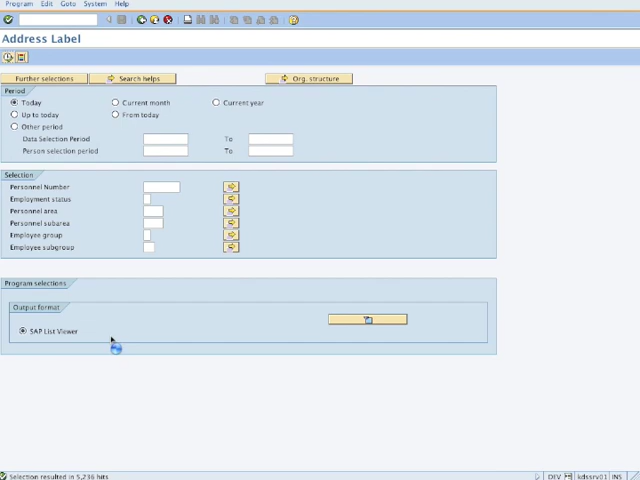 Program Edit Goto System Help
Address Label
Further selections Search helps Org. structure
Period
Today Current month Current year
Up to today From today
Other period
Data Selection Period To
Person selection period To
Selection
Personnel Number
Employment status
Personnel area
Personnel subarea
Employee group
Employee subgroup
Program selections
Output format
SAP List Viewer
Selection resulted in 5,236 hits DEV kdssrv01 INS